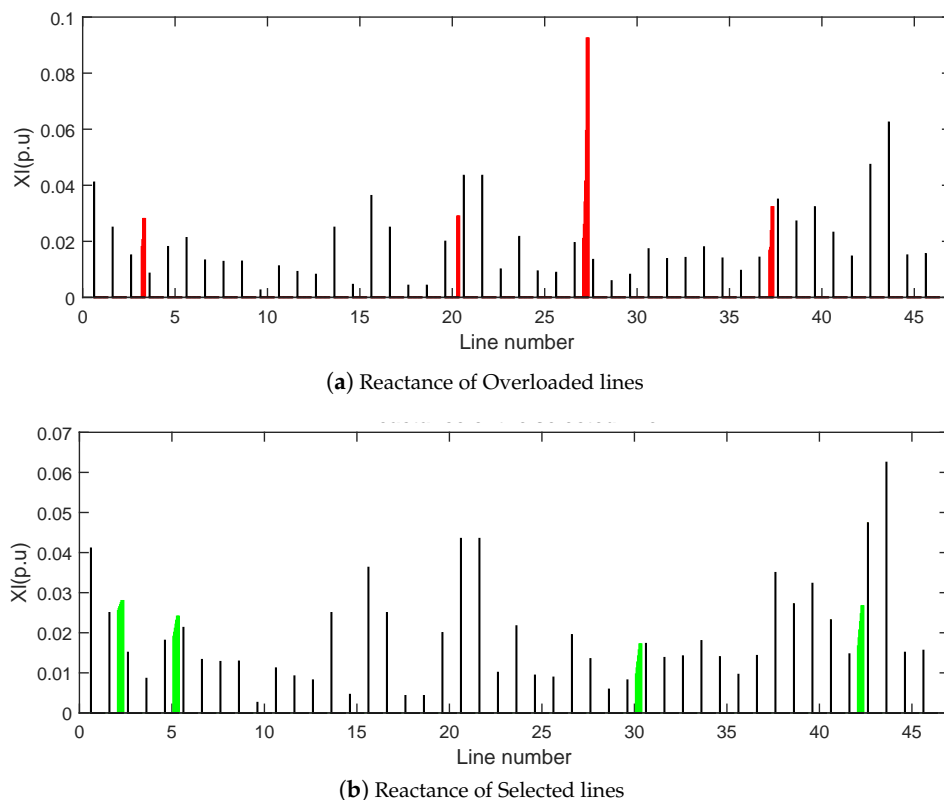 0.1
0.08
0.06
0.04
0.02
0
Xl(p.u)
0 5 10 15 20 25 30 35 40 45
Line number
(a) Reactance of Overloaded lines
0.07
0.06
0.05
0.04
0.03
0.02
0.01
0
Xl(p.u)
0 5 10 15 20 25 30 35 40 45
Line number
(b) Reactance of Selected lines